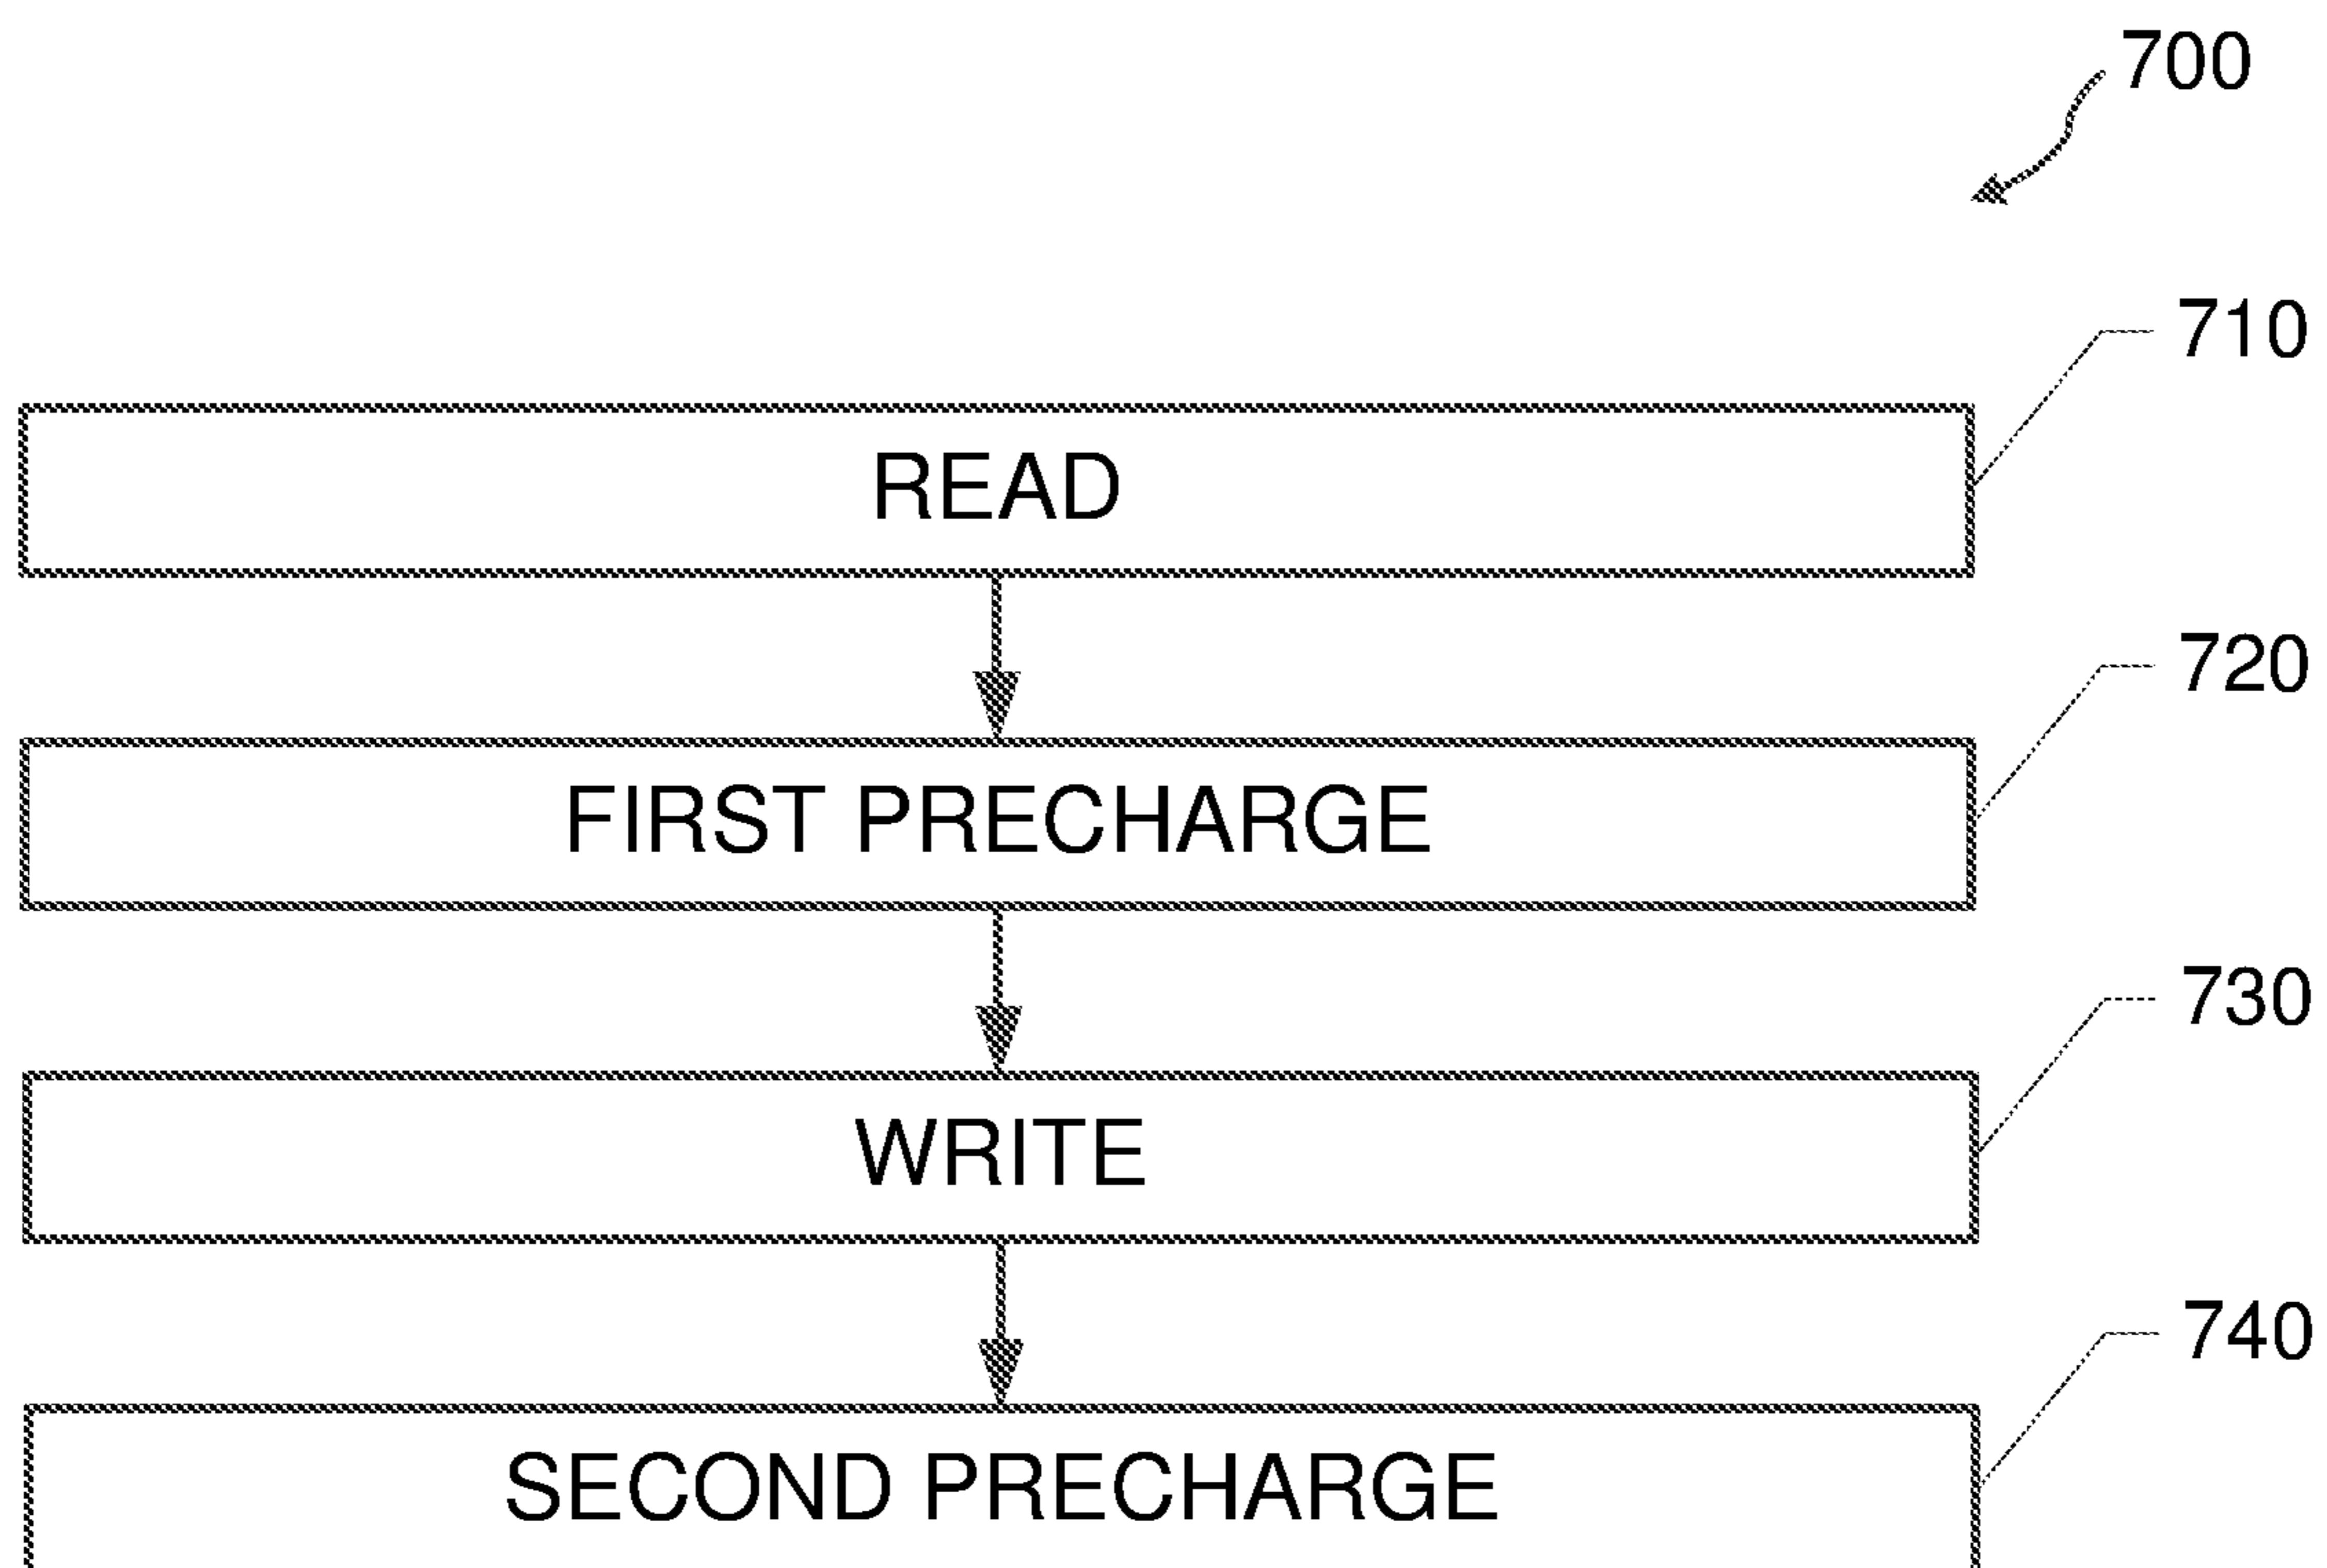 700
710
READ
720
FIRST PRECHARGE
730
WRITE
740
SECOND PRECHARGE